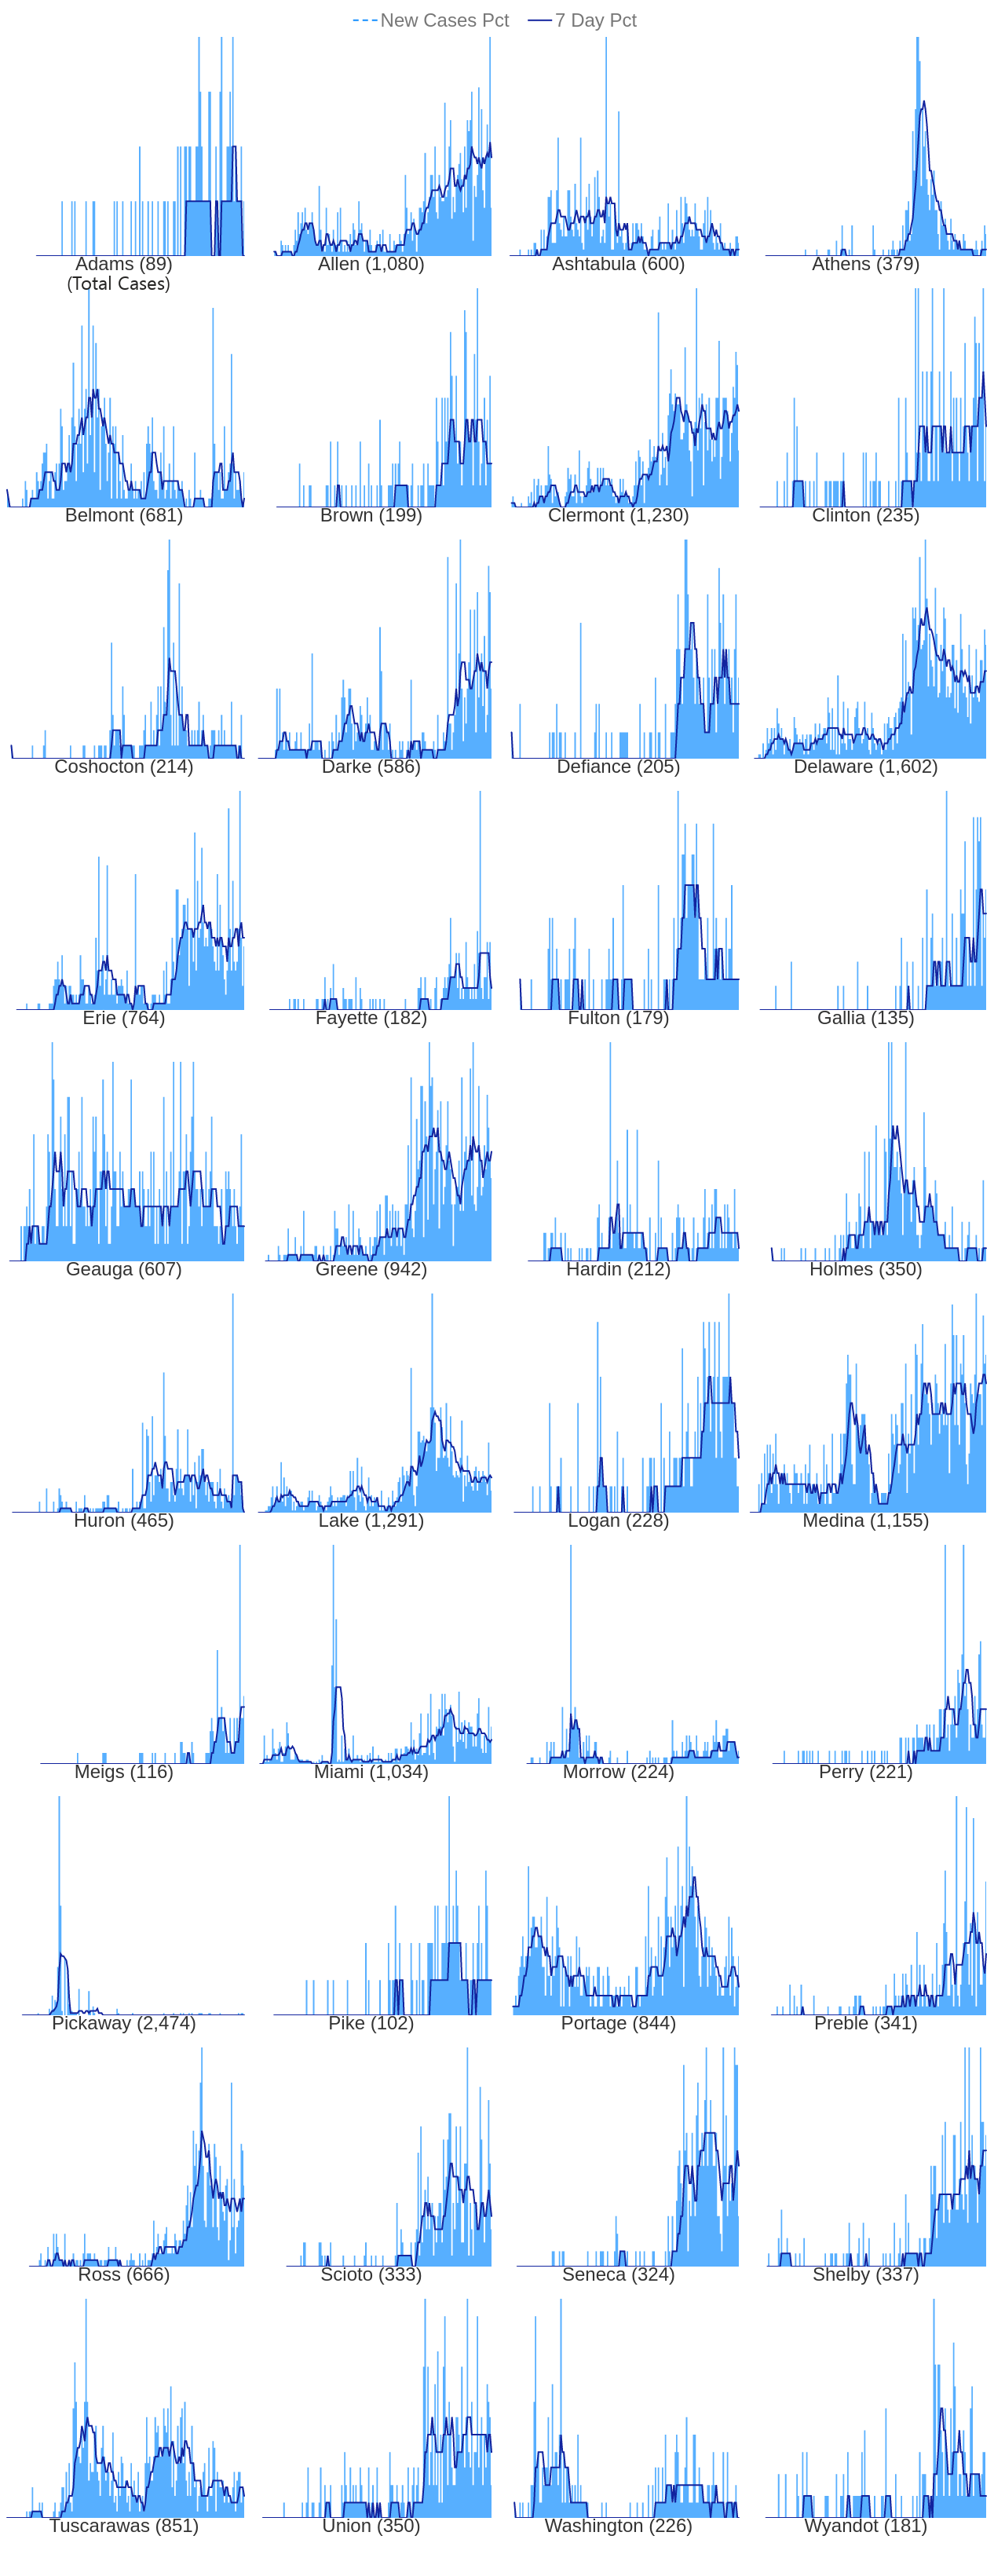 New Cases Pct 7 Day Pct
Adams (89) Allen (1,080) Ashtabula (600) Athens (379)
(Total Cases)
Belmont (681) Brown (199) Clermont (1,230) Clinton (235)
Coshocton (214) Darke (586) Defiance (205) Delaware (1,602)
Erie (764) Fayette (182) Fulton (179) Gallia (135)
Geauga (607) Greene (942) Hardin (212) Holmes (350)
Huron (465) Lake (1,291) Logan (228) Medina (1,155)
Meigs (116) Miami (1,034) Morrow (224) Perry (221)
Pickaway (2,474) Pike (102) Portage (844) Preble (341)
Ross (666) Scioto (333) Seneca (324) Shelby (337)
Tuscarawas (851) Union (350) Washington (226) Wyandot (181)